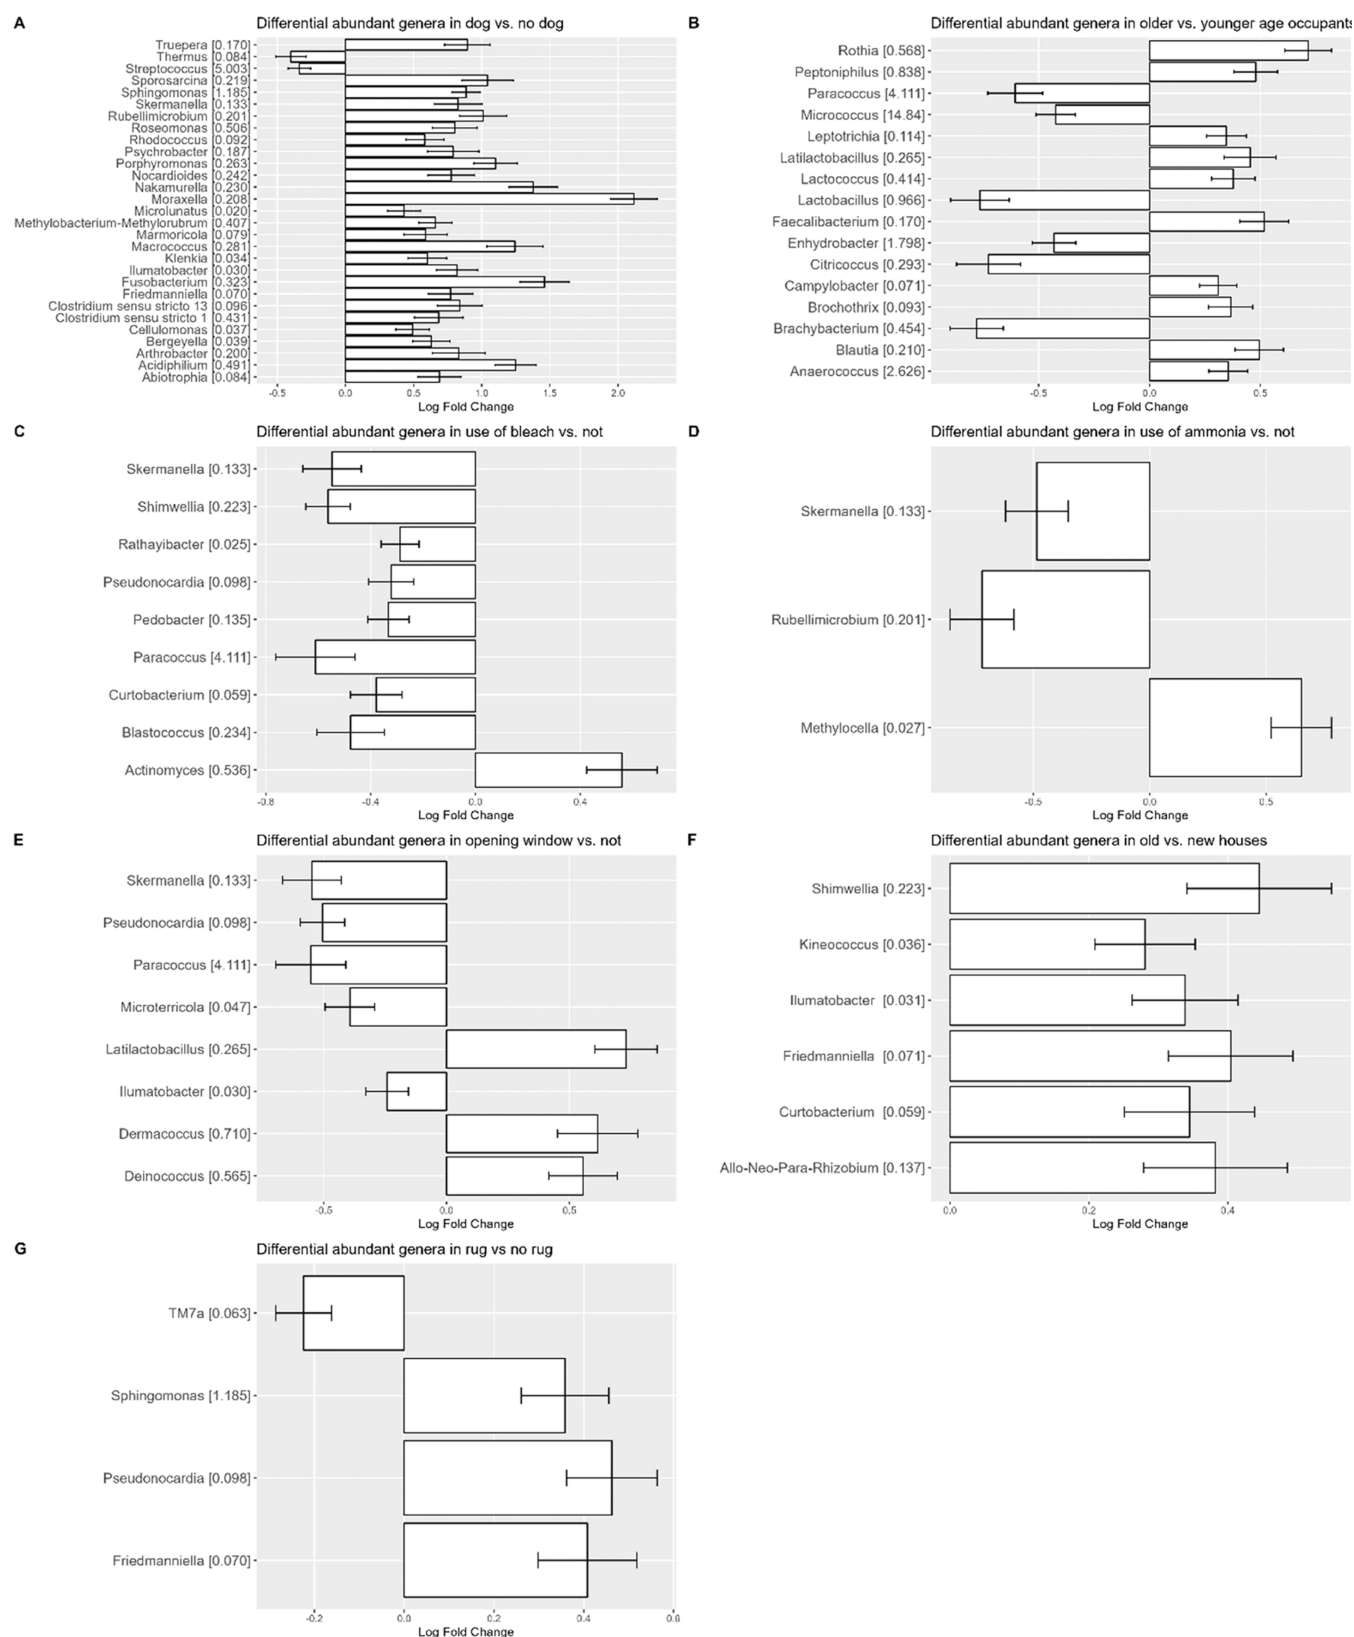 A
Differential abundant genera in dog vs. no dog
Truepera [0.170]
Thermus [0.084]
Streptococcus [5.003]
Sporosarcina [0.219]
Sphingomonas [1.185]
Skermanella [0.133]
Rubellimicrobium [0.201]
Roseomonas [0.506]
Rhodococcus [0.092]
Psychrobacter [0.187]
Porphyromonas [0.263]
Nocardioides [0.242]
Nakamurella [0.230]
Moraxella [0.208]
Microlunatus [0.020]
Methylobacterium-Methylorubrum [0.407]
Marmoricola [0.079]
Macrococcus [0.281]
Klenkia [0.034]
Ilumatobacter [0.030]
Fusobacterium [0.323]
Friedmanniella [0.070]
Clostridium sensu stricto 13 [0.096]
Clostridium sensu stricto 1 [0.431]
Cellulomonas [0.037]
Bergeyella [0.039]
Arthrobacter [0.200]
Acidiphilium [0.491]
Abiotrophia [0.084]
-0.5 0.0 0.5 1.0 1.5 2.0
Log Fold Change
B
Differential abundant genera in older vs. younger age occupants
Rothia [0.568]
Peptoniphilus [0.838]
Paracoccus [4.111]
Micrococcus [14.84]
Leptotrichia [0.114]
Latilactobacillus [0.265]
Lactococcus [0.414]
Lactobacillus [0.966]
Faecalibacterium [0.170]
Enhydrobacter [1.798]
Citricoccus [0.293]
Campylobacter [0.071]
Brochothrix [0.093]
Brachybacterium [0.454]
Blautia [0.210]
Anaerococcus [2.626]
-0.5 0.0 0.5
Log Fold Change
C
Differential abundant genera in use of bleach vs. not
Skermanella [0.133]
Shimwellia [0.223]
Rathayibacter [0.025]
Pseudonocardia [0.098]
Pedobacter [0.135]
Paracoccus [4.111]
Curtobacterium [0.059]
Blastococcus [0.234]
Actinomyces [0.536]
-0.8 -0.4 0.0 0.4
Log Fold Change
D
Differential abundant genera in use of ammonia vs. not
Skermanella [0.133]
Rubellimicrobium [0.201]
Methylocella [0.027]
-0.5 0.0 0.5
Log Fold Change
E
Differential abundant genera in opening window vs. not
Skermanella [0.133]
Pseudonocardia [0.098]
Paracoccus [4.111]
Microterricola [0.047]
Latilactobacillus [0.265]
Ilumatobacter [0.030]
Dermacoccus [0.710]
Deinococcus [0.565]
-0.5 0.0 0.5
Log Fold Change
F
Differential abundant genera in old vs. new houses
Shimwellia [0.223]
Kineococcus [0.036]
Ilumatobacter [0.031]
Friedmanniella [0.071]
Curtobacterium [0.059]
Allo-Neo-Para-Rhizobium [0.137]
0.0 0.2 0.4
Log Fold Change
G
Differential abundant genera in rug vs no rug
TM7a [0.063]
Sphingomonas [1.185]
Pseudonocardia [0.098]
Friedmanniella [0.070]
-0.2 0.0 0.2 0.4 0.6
Log Fold Change